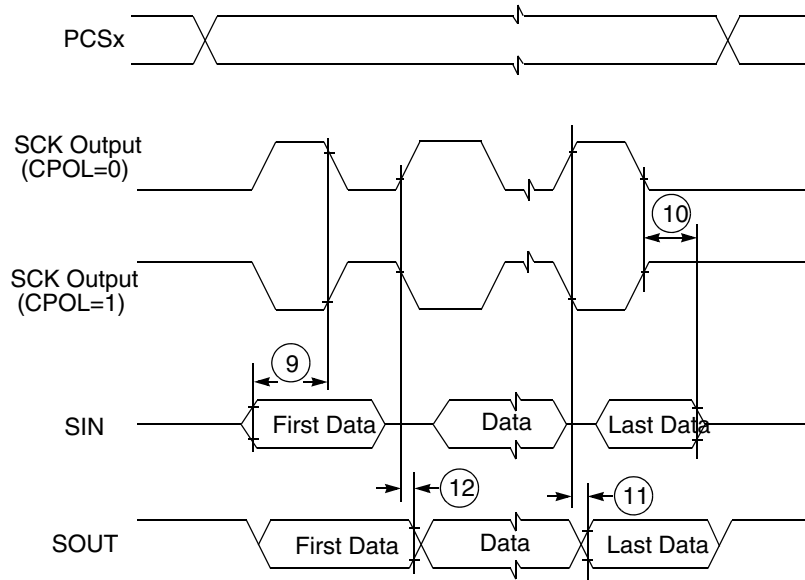 PCSx
SCK Output
(CPOL=0)
10
SCK Output
(CPOL=1)
9
SIN
First Data
Data
Last Data
12
11
SOUT
First Data
Data
Last Data